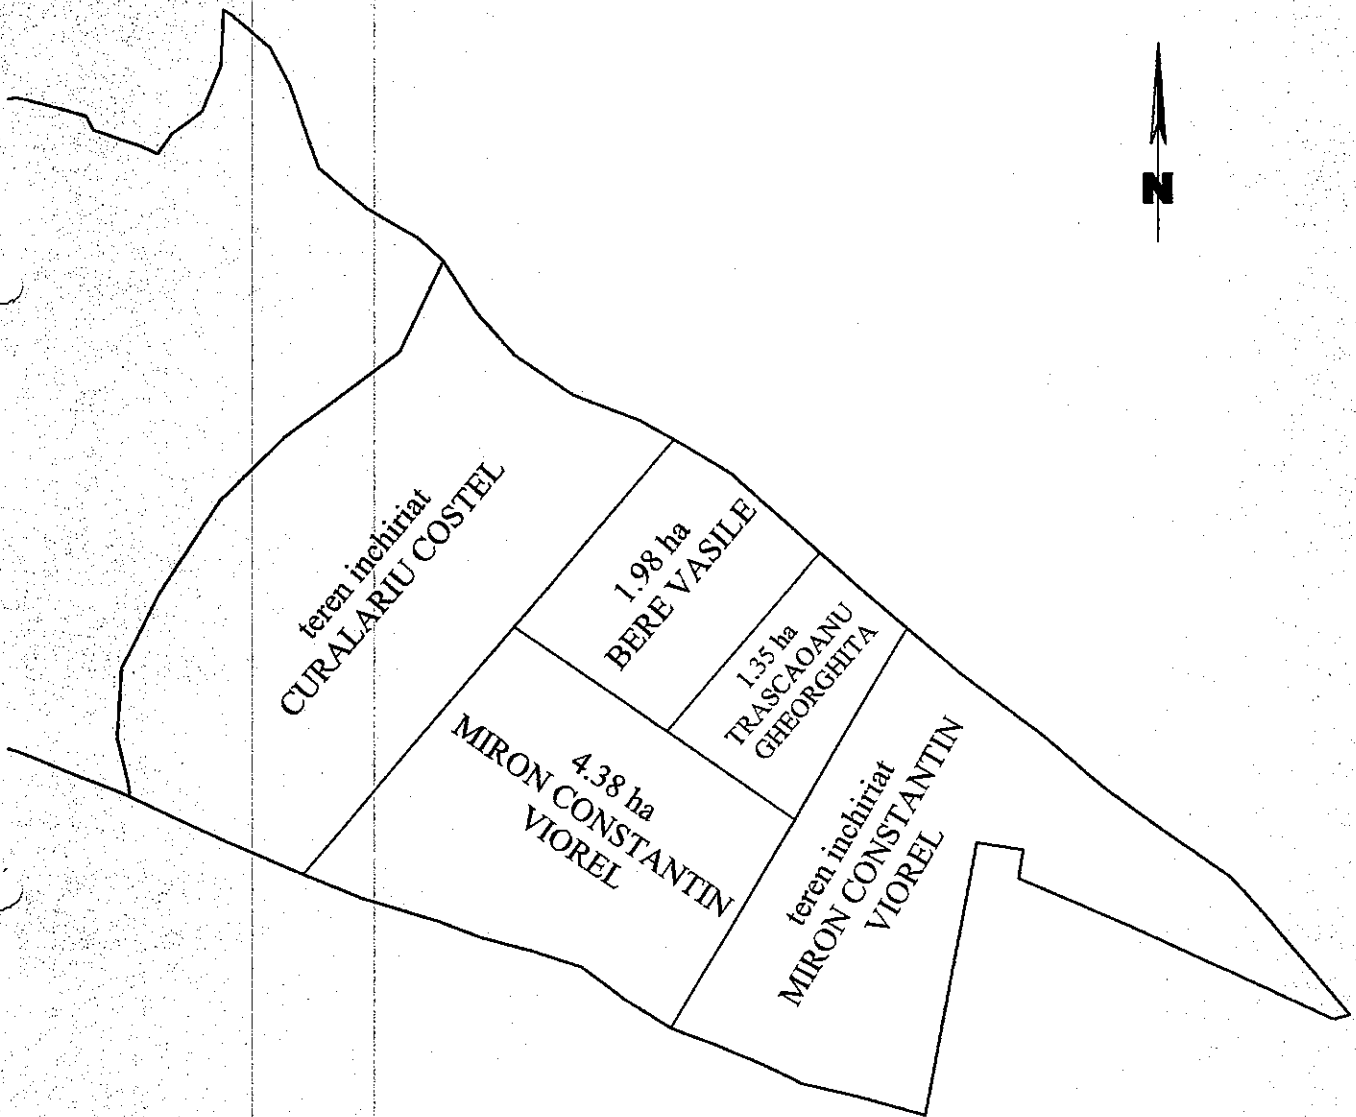 N
teren inchiriat
CURALARIU COSTEL
1.98 ha
BERE VASILE
1.35 ha
TRASCAOANU
GHEORGHITA
4.38 ha
MIRON CONSTANTIN
VIOREL
teren inchiriat
MIRON CONSTANTIN
VIOREL